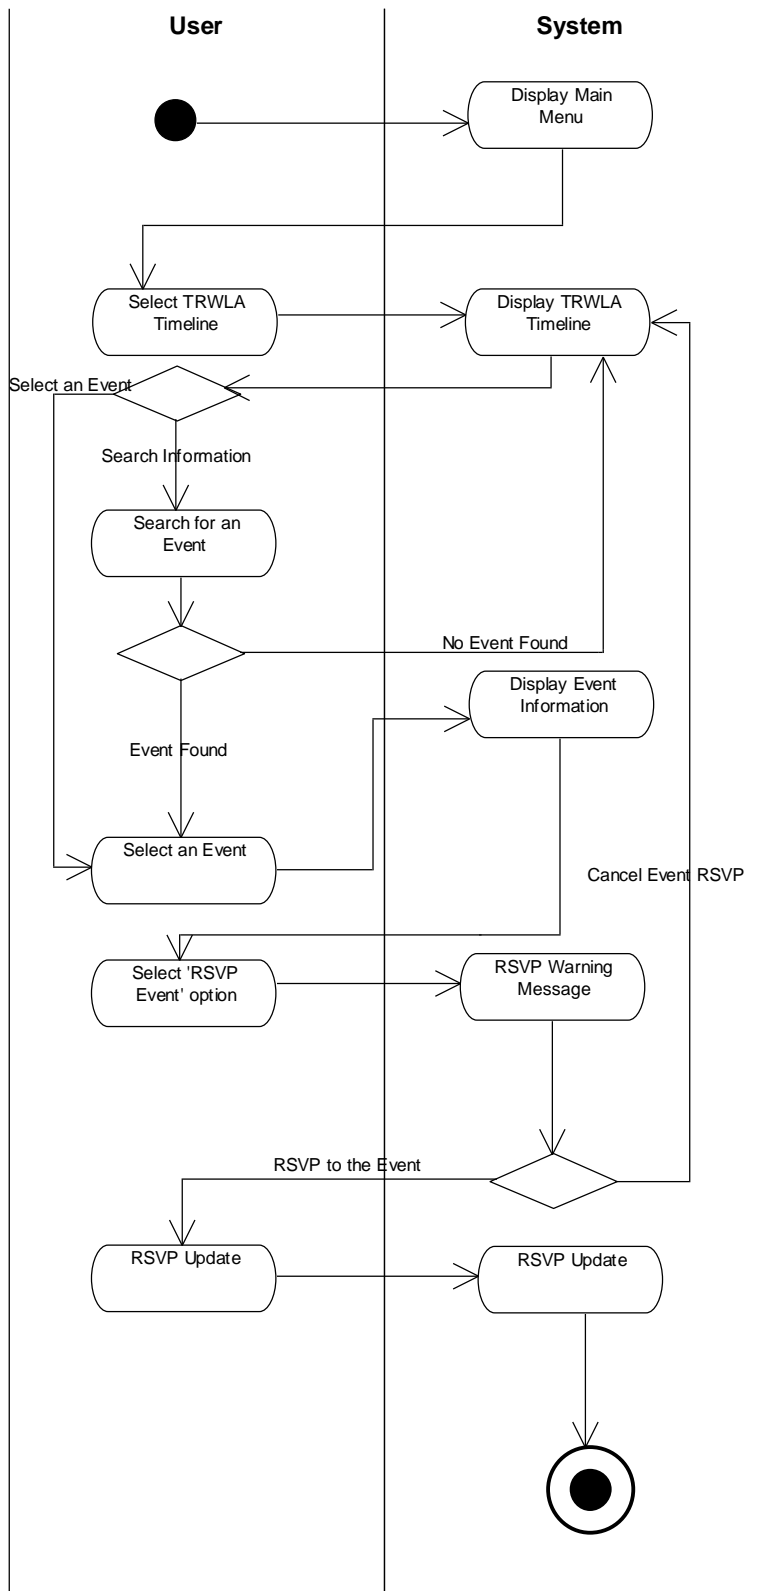 User
System
Display Main
Menu
Select TRWLA
Timeline
Display TRWLA
Timeline
Select an Event
Search Information
Search for an
Event
No Event Found
Display Event
Information
Event Found
Select an Event
Cancel Event RSVP
Select 'RSVP
Event' option
RSVP Warning
Message
RSVP to the Event
RSVP Update
RSVP Update